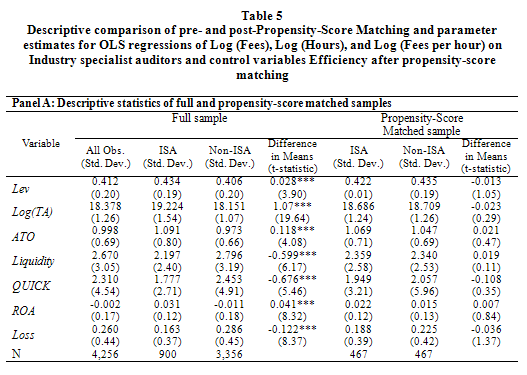 Table 5
Descriptive comparison of pre- and post-Propensity-Score Matching and parameter
estimates for OLS regressions of Log (Fees), Log (Hours), and Log (Fees per hour) on
Industry specialist auditors and control variables Efficiency after propensity-score
matching
Panel A: Descriptive statistics of full and propensity-score matched samples
Variable Full sample Propensity-Score Matched sample
All Obs. (Std. Dev.) ISA (Std. Dev.) Non-ISA (Std. Dev.) Difference in Means (t-statistic) ISA (Std. Dev.) Non-ISA (Std. Dev.) Difference in Means (t-statistic)
Lev 0.412 0.434 0.406 0.028*** 0.422 0.435 -0.013
(0.20) (0.19) (0.20) (3.90) (0.01) (0.19) (1.05)
Log(TA) 18.378 19.224 18.151 1.07*** 18.686 18.709 -0.023
(1.26) (1.54) (1.07) (19.64) (1.24) (1.26) (0.29)
ATO 0.998 1.091 0.973 0.118*** 1.069 1.047 0.021
(0.69) (0.80) (0.66) (4.08) (0.71) (0.69) (0.47)
Liquidity 2.670 2.197 2.796 -0.599*** 2.359 2.340 0.019
(3.05) (2.40) (3.19) (6.17) (2.58) (2.53) (0.11)
QUICK 2.310 1.777 2.453 -0.676*** 1.949 2.057 -0.108
(4.54) (2.71) (4.91) (5.46) (3.21) (5.96) (0.35)
ROA -0.002 0.031 -0.011 0.041*** 0.022 0.015 0.007
(0.17) (0.12) (0.18) (8.32) (0.12) (0.13) (0.84)
Loss 0.260 0.163 0.286 -0.122*** 0.188 0.225 -0.036
(0.44) (0.37) (0.45) (8.37) (0.39) (0.42) (1.37)
N 4,256 900 3,356 467 467